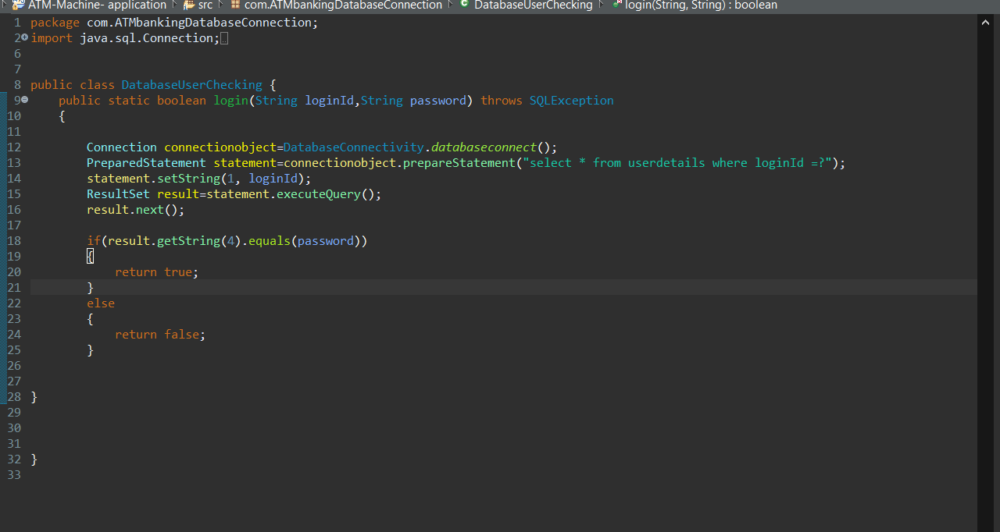 ATM-Machine- application src com.ATMbankingDatabaseConnection DatabaseUserChecking login(String, String) : boolean
1 package com.ATMbankingDatabaseConnection;
2 import java.sql.Connection;
6
7
8 public class DatabaseUserChecking {
9 public static boolean login(String loginId,String password) throws SQLException
10 {
11
12 Connection connectionobject=DatabaseConnectivity.databaseconnect();
13 PreparedStatement statement=connectionobject.prepareStatement("select * from userdetails where loginId =?");
14 statement.setString(1, loginId);
15 ResultSet result=statement.executeQuery();
16 result.next();
17
18 if(result.getString(4).equals(password))
19 {
20 return true;
21 }
22 else
23 {
24 return false;
25 }
26
27
28 }
29
30
31
32 }
33